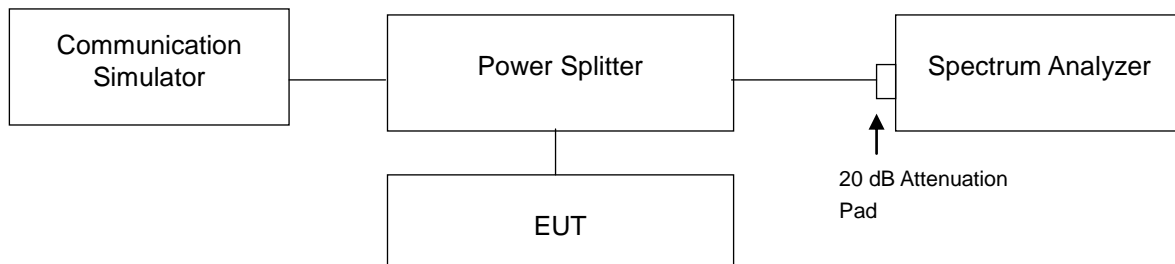 Communication
Simulator
Power Splitter
Spectrum Analyzer
20 dB Attenuation
Pad
EUT